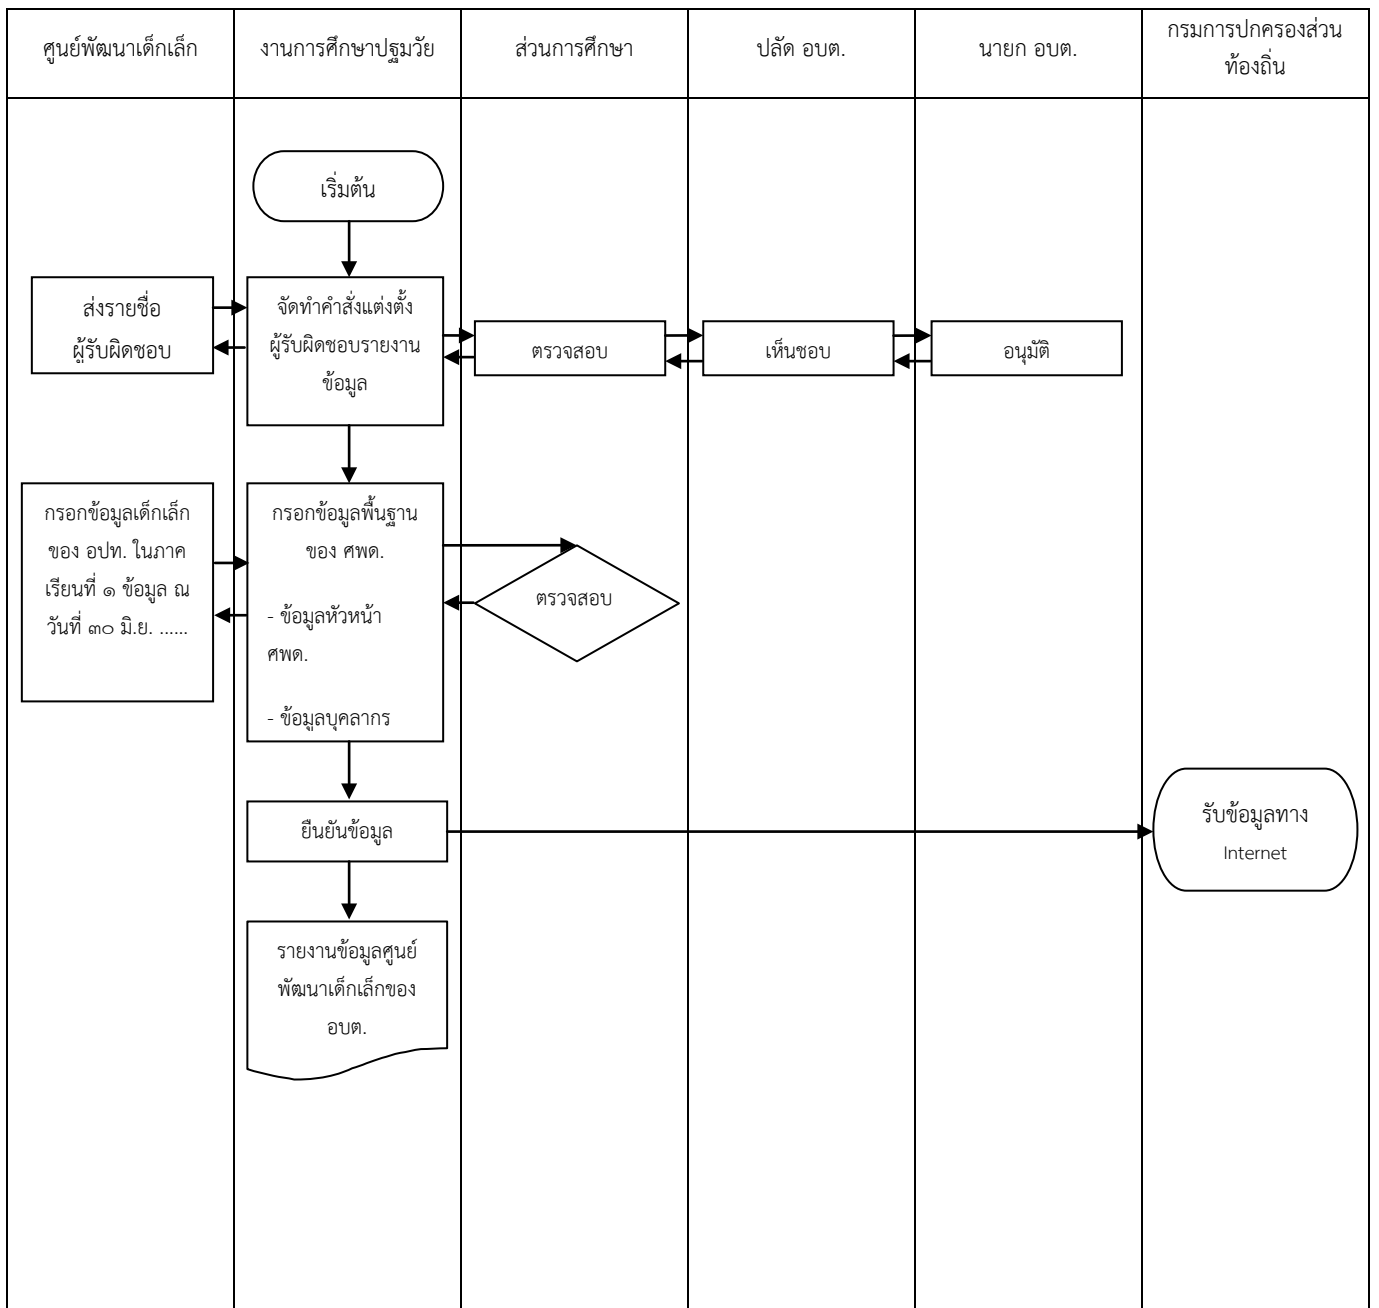 ศูนย์พัฒนาเด็กเล็ก
งานการศึกษาปฐมวัย
ส่วนการศึกษา
ปลัด อบต.
นายก อบต.
กรมการปกครองส่วน
ท้องถิ่น
เริ่มต้น
ส่งรายชื่อ
ผู้รับผิดชอบ
จัดทำคำสั่งแต่งตั้ง
ผู้รับผิดชอบรายงาน
ข้อมูล
ตรวจสอบ
เห็นชอบ
อนุมัติ
กรอกข้อมูลเด็กเล็ก
ของ อปท. ในภาค
เรียนที่ ๑ ข้อมูล ณ
วันที่ ๓๐ มิ.ย. ......
กรอกข้อมูลพื้นฐาน
ของ ศพด.
- ข้อมูลหัวหน้า
ศพด.
- ข้อมูลบุคลากร
ตรวจสอบ
ยืนยันข้อมูล
รับข้อมูลทาง
Internet
รายงานข้อมูลศูนย์
พัฒนาเด็กเล็กของ
อบต.